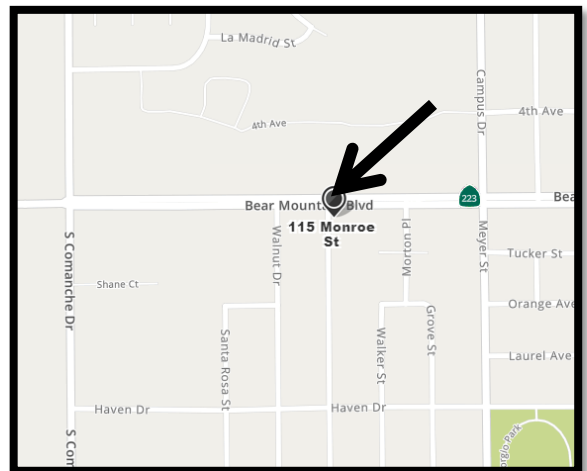 La Madrid St
Campus Dr
4th Ave
4th Ave
Bear Mountain Blvd
223
Bea
115 Monroe
St
S Comanche Dr
Walnut Dr
Morton Pl
Meyer St
Tucker St
Shane Ct
Orange Ave
Santa Rosa St
Walker St
Grove St
Laurel Ave
Haven Dr
Haven Dr
S Com
orgio Park